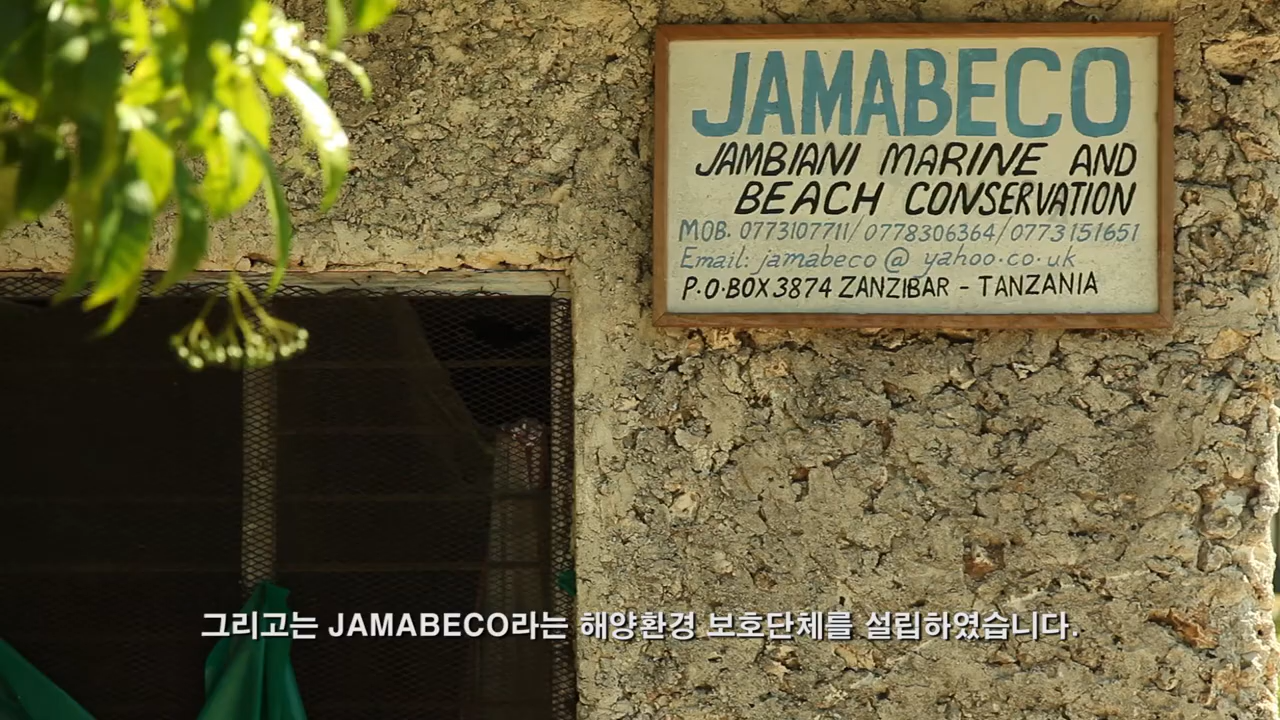 JAMABECO
JAMBIANI MARINE AND
BEACH CONSERVATION
MOB. 0773107711/0778306364/0773151651
Email: jamabeco@yahoo.co.uk
P.O.BOX 3874 ZANZIBAR - TANZANIA
그리고는 JAMABECO라는 해양환경 보호단체를 설립하였습니다.